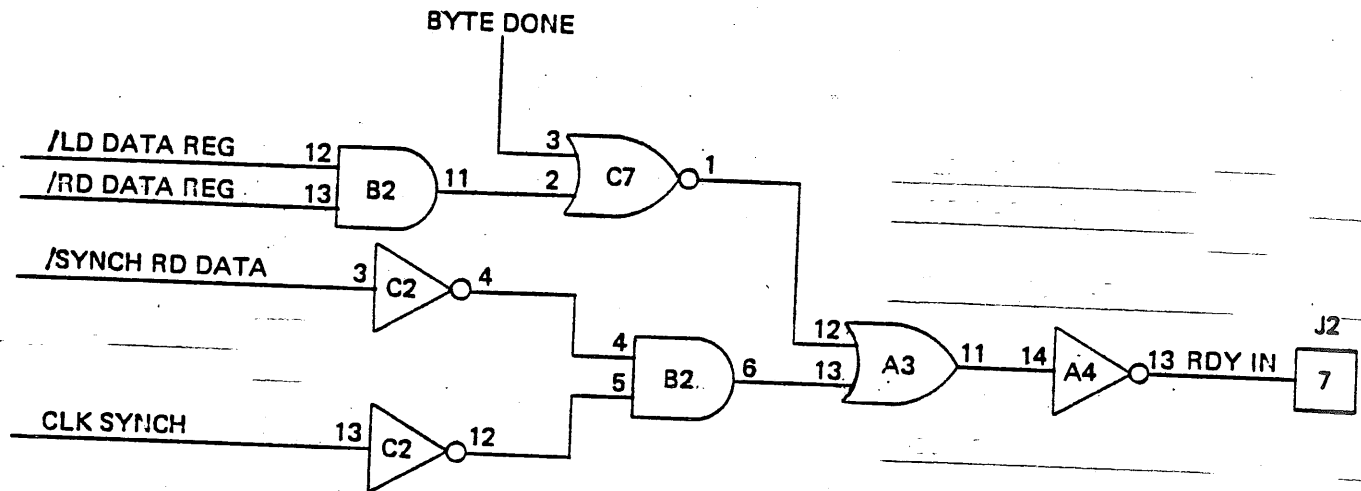 BYTE DONE
/LD DATA REG 12
/RD DATA REG 13
B2
11
3
2
C7
1
/SYNCH RD DATA 3
C2
4
CLK SYNCH 13
C2
12
4
5
B2
6
12
13
A3
11
14
A4
13 RDY IN
J2
7